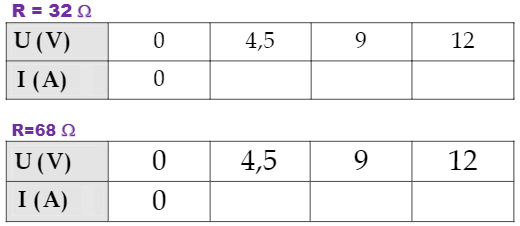 R = 32 Ω
U (V) 0 4,5 9 12
I (A) 0
R=68 Ω
U (V) 0 4,5 9 12
I (A) 0